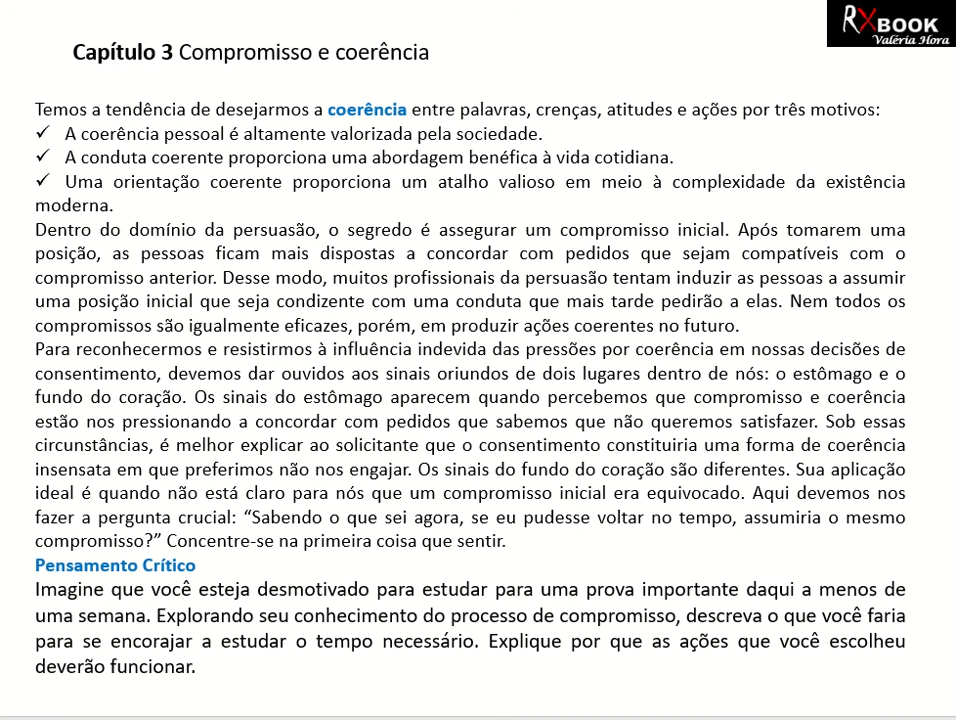 RXBOOK
Valéria Hora
Capítulo 3 Compromisso e coerência
Temos a tendência de desejarmos a coerência entre palavras, crenças, atitudes e ações por três motivos:
✓ A coerência pessoal é altamente valorizada pela sociedade.
✓ A conduta coerente proporciona uma abordagem benéfica à vida cotidiana.
✓ Uma orientação coerente proporciona um atalho valioso em meio à complexidade da existência
moderna.
Dentro do domínio da persuasão, o segredo é assegurar um compromisso inicial. Após tomarem uma
posição, as pessoas ficam mais dispostas a concordar com pedidos que sejam compatíveis com o
compromisso anterior. Desse modo, muitos profissionais da persuasão tentam induzir as pessoas a assumir
uma posição inicial que seja condizente com uma conduta que mais tarde pedirão a elas. Nem todos os
compromissos são igualmente eficazes, porém, em produzir ações coerentes no futuro.
Para reconhecermos e resistirmos à influência indevida das pressões por coerência em nossas decisões de
consentimento, devemos dar ouvidos aos sinais oriundos de dois lugares dentro de nós: o estômago e o
fundo do coração. Os sinais do estômago aparecem quando percebemos que compromisso e coerência
estão nos pressionando a concordar com pedidos que sabemos que não queremos satisfazer. Sob essas
circunstâncias, é melhor explicar ao solicitante que o consentimento constituiria uma forma de coerência
insensata em que preferimos não nos engajar. Os sinais do fundo do coração são diferentes. Sua aplicação
ideal é quando não está claro para nós que um compromisso inicial era equivocado. Aqui devemos nos
fazer a pergunta crucial: “Sabendo o que sei agora, se eu pudesse voltar no tempo, assumiria o mesmo
compromisso?” Concentre-se na primeira coisa que sentir.
Pensamento Crítico
Imagine que você esteja desmotivado para estudar para uma prova importante daqui a menos de
uma semana. Explorando seu conhecimento do processo de compromisso, descreva o que você faria
para se encorajar a estudar o tempo necessário. Explique por que as ações que você escolheu
deverão funcionar.